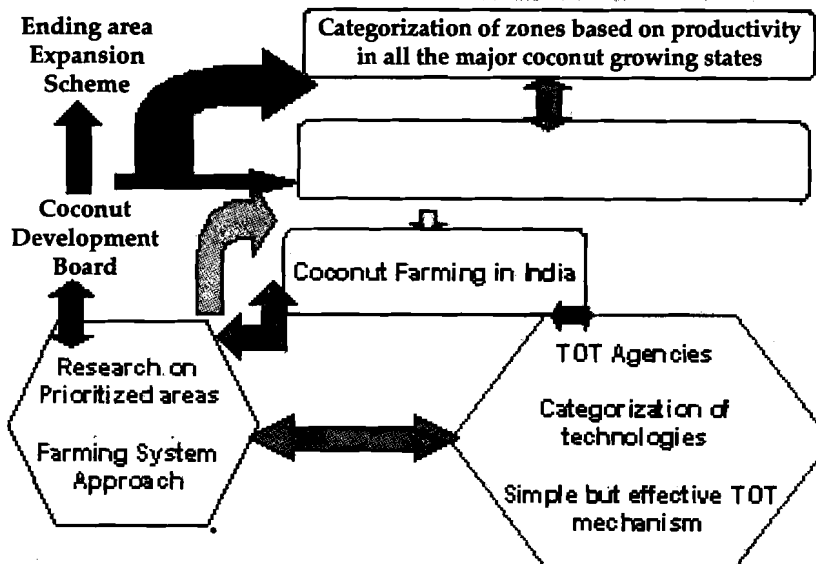 Ending area
Expansion
Scheme
Categorization of zones based on productivity
in all the major coconut growing states
Coconut
Development
Board
Coconut Farming in India
Research on
Prioritized areas
Farming System
Approach
TOT Agencies
Categorization of
technologies
Simple but effective TOT
mechanism